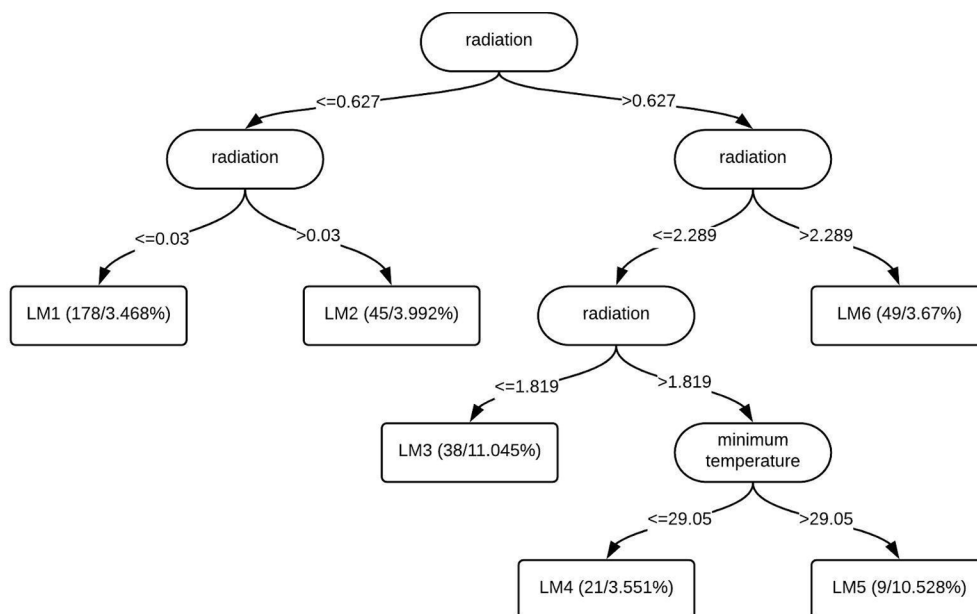 radiation
<=0.627
>0.627
radiation
radiation
<=0.03
>0.03
<=2.289
>2.289
LM1 (178/3.468%)
LM2 (45/3.992%)
radiation
LM6 (49/3.67%)
<=1.819
>1.819
LM3 (38/11.045%)
minimum
temperature
<=29.05
>29.05
LM4 (21/3.551%)
LM5 (9/10.528%)